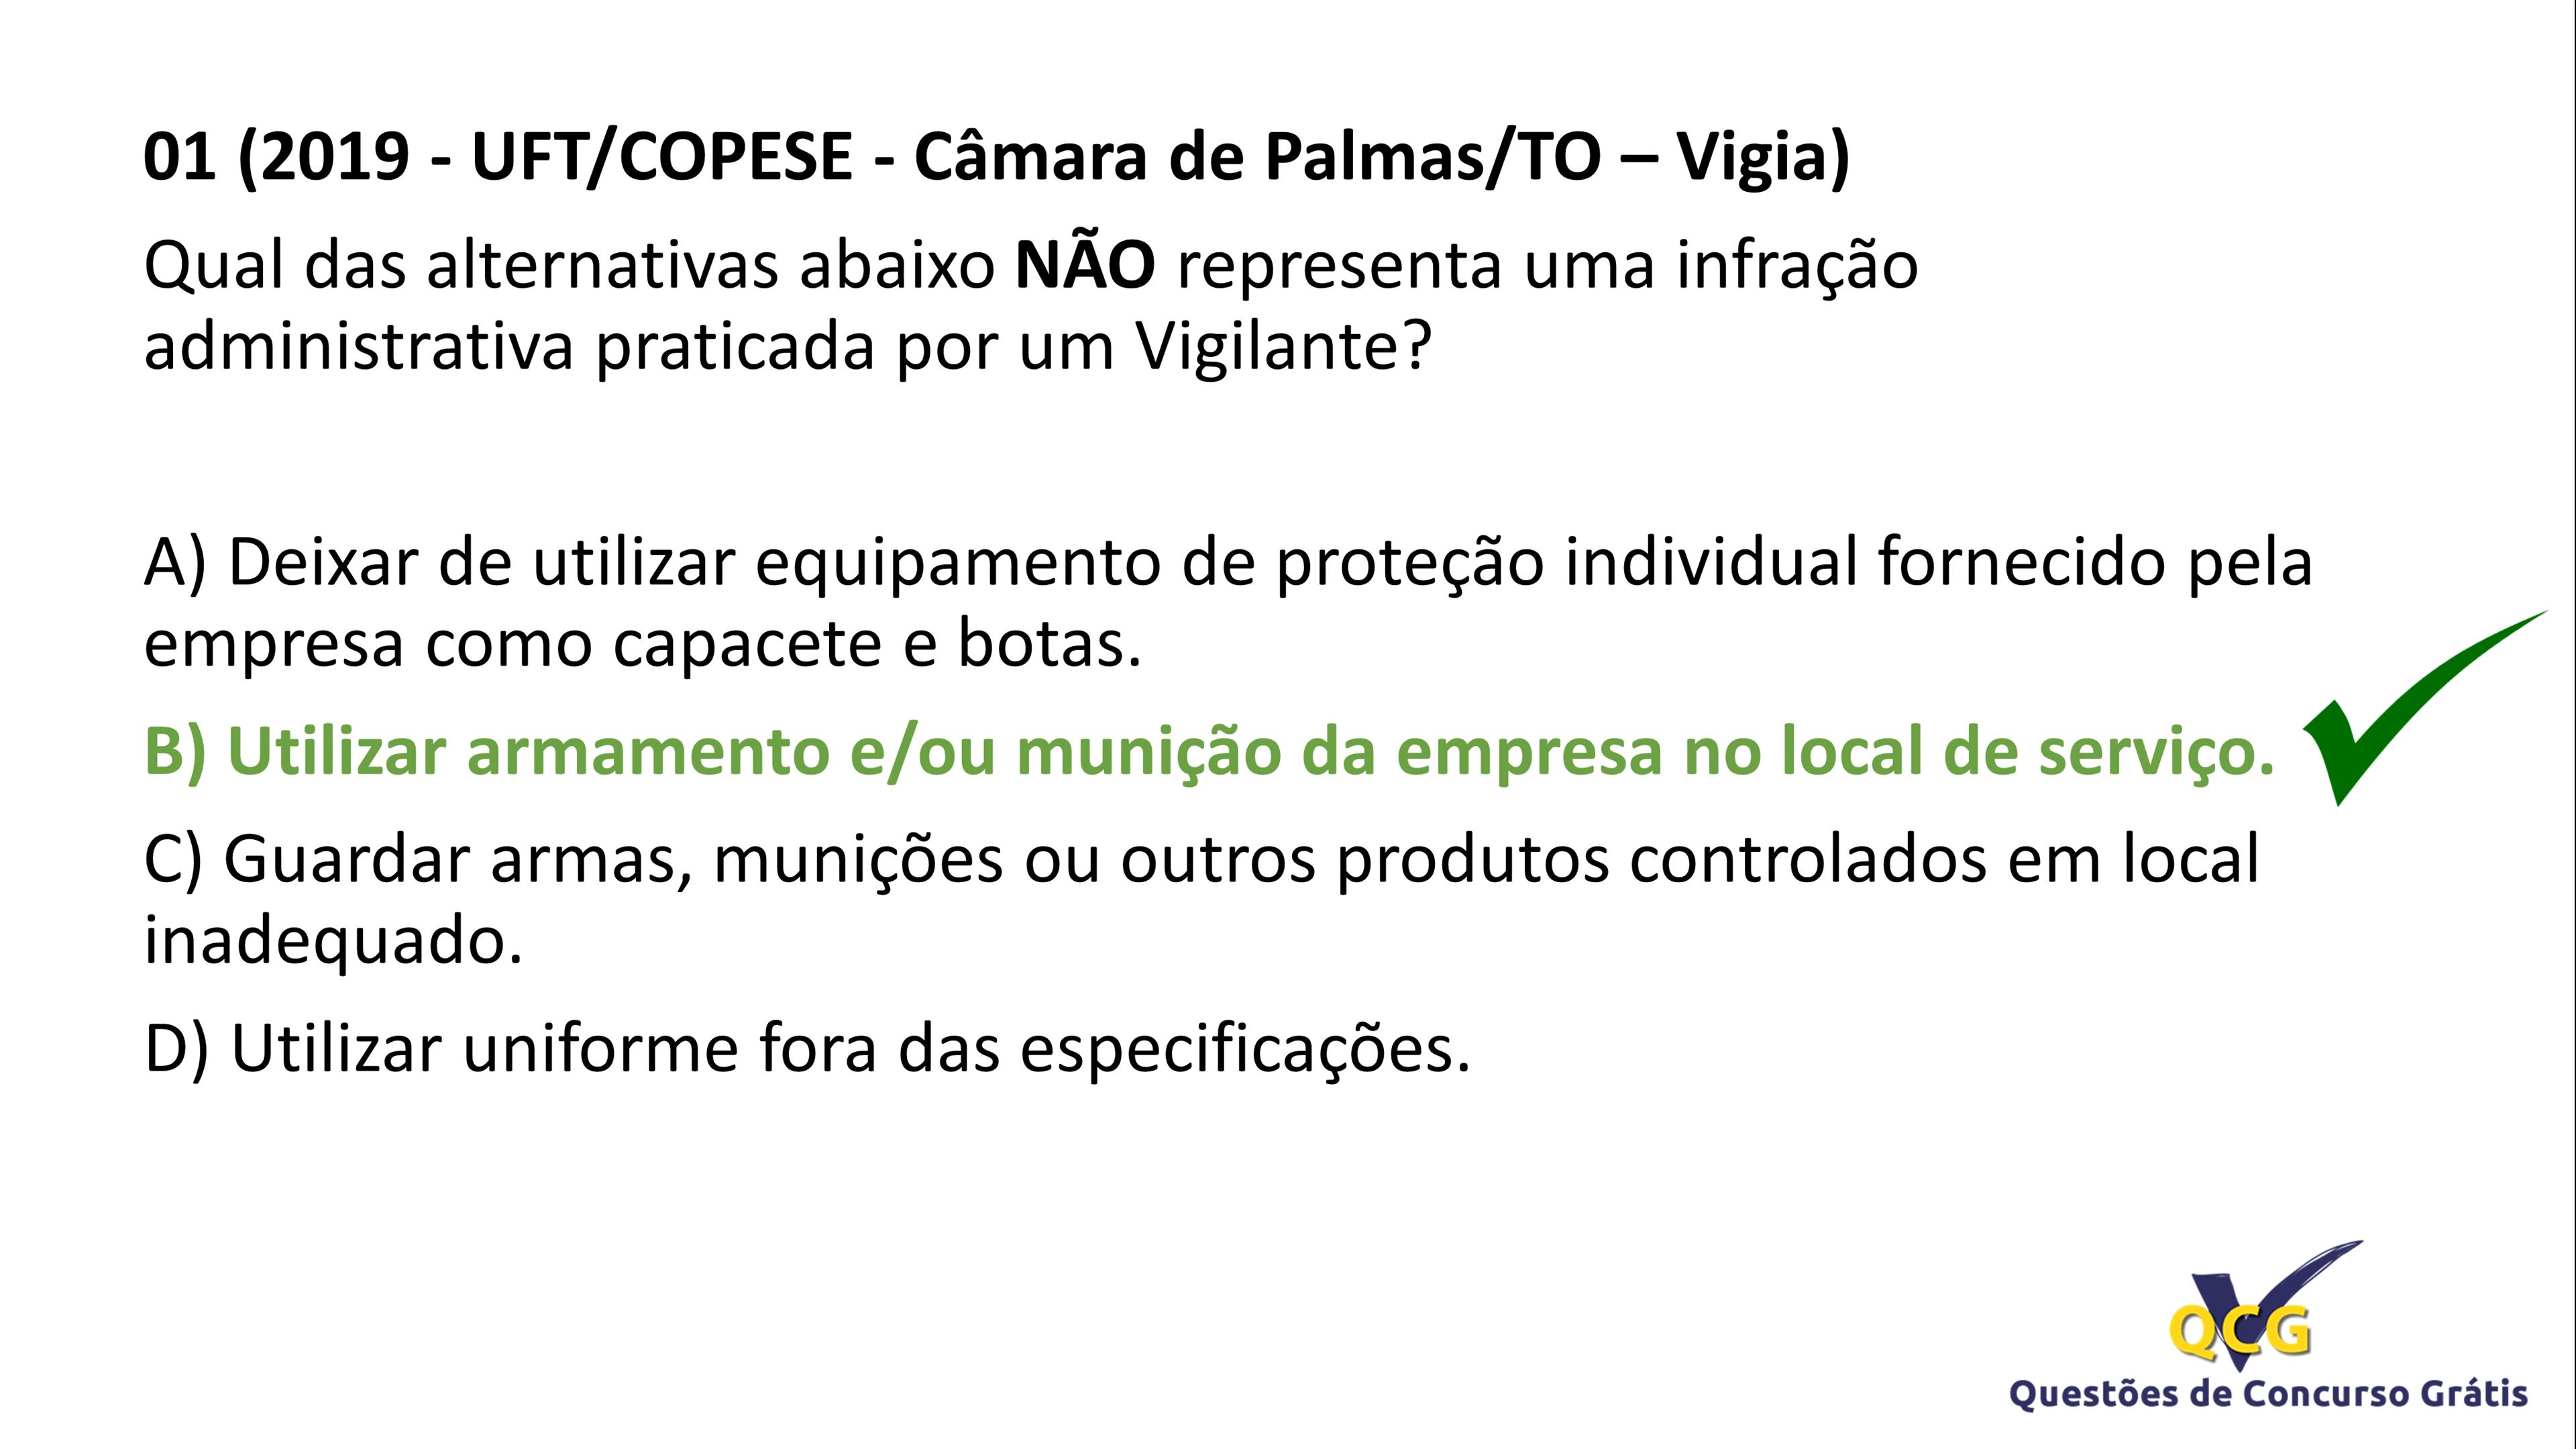 01 (2019 - UFT/COPESE - Câmara de Palmas/TO – Vigia)
Qual das alternativas abaixo NÃO representa uma infração
administrativa praticada por um Vigilante?
A) Deixar de utilizar equipamento de proteção individual fornecido pela
empresa como capacete e botas.
B) Utilizar armamento e/ou munição da empresa no local de serviço.
C) Guardar armas, munições ou outros produtos controlados em local
inadequado.
D) Utilizar uniforme fora das especificações.
QCG
Questões de Concurso Grátis